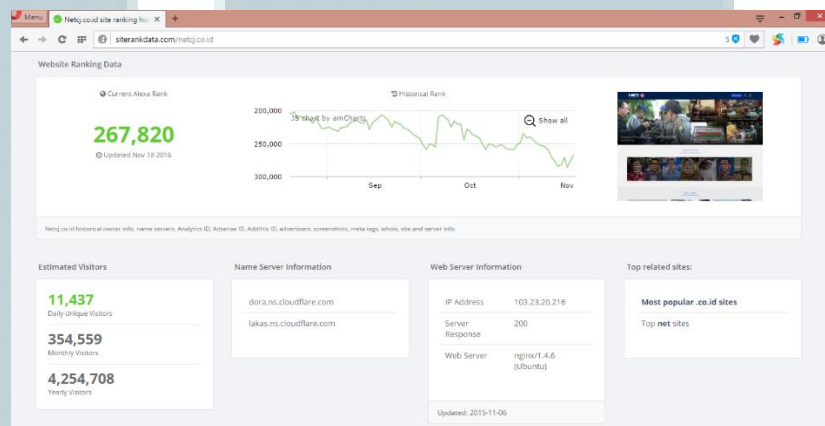 Menu
Netcj.co.id site ranking his
siterankdata.com/netcj.co.id
5
Website Ranking Data
Current Alexa Rank
267,820
Updated Nov 18 2016
Historical Rank
JS chart by amCharts
Show all
200,000
250,000
300,000
Sep Oct Nov
Netcj.co.id historical owner info, name servers, Analytics ID, Adsense ID, Addthis ID, advertisers, screenshots, meta tags, whois, site and server info.
Estimated Visitors
11,437
Daily Unique Visitors
354,559
Monthly Visitors
4,254,708
Yearly Visitors
Name Server Information
dora.ns.cloudflare.com
lakas.ns.cloudflare.com
Web Server Information
IP Address 103.23.20.216
Server Response 200
Web Server nginx/1.4.6
(Ubuntu)
Updated: 2015-11-06
Top related sites:
Most popular .co.id sites
Top net sites